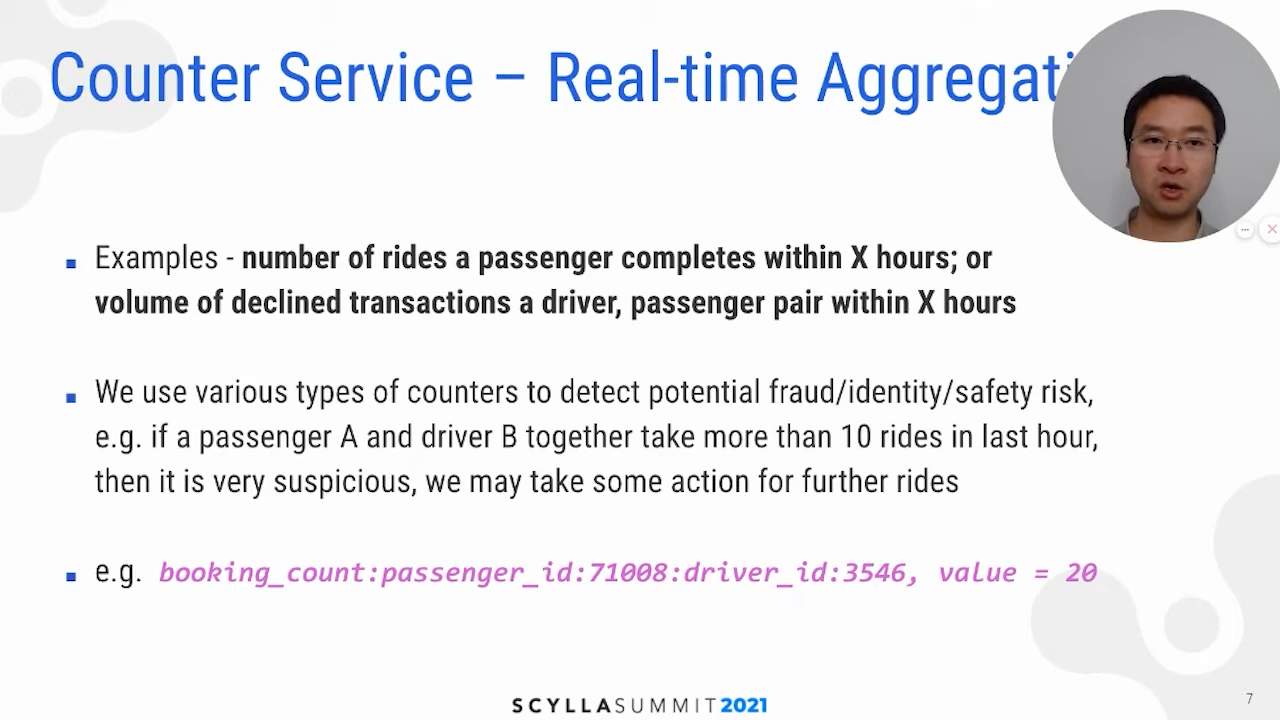 Counter Service – Real-time Aggregati
▪ Examples - number of rides a passenger completes within X hours; or
volume of declined transactions a driver, passenger pair within X hours
▪ We use various types of counters to detect potential fraud/identity/safety risk,
e.g. if a passenger A and driver B together take more than 10 rides in last hour,
then it is very suspicious, we may take some action for further rides
▪ e.g. booking_count:passenger_id:71008:driver_id:3546, value = 20
SCYLLASUMMIT2021
7